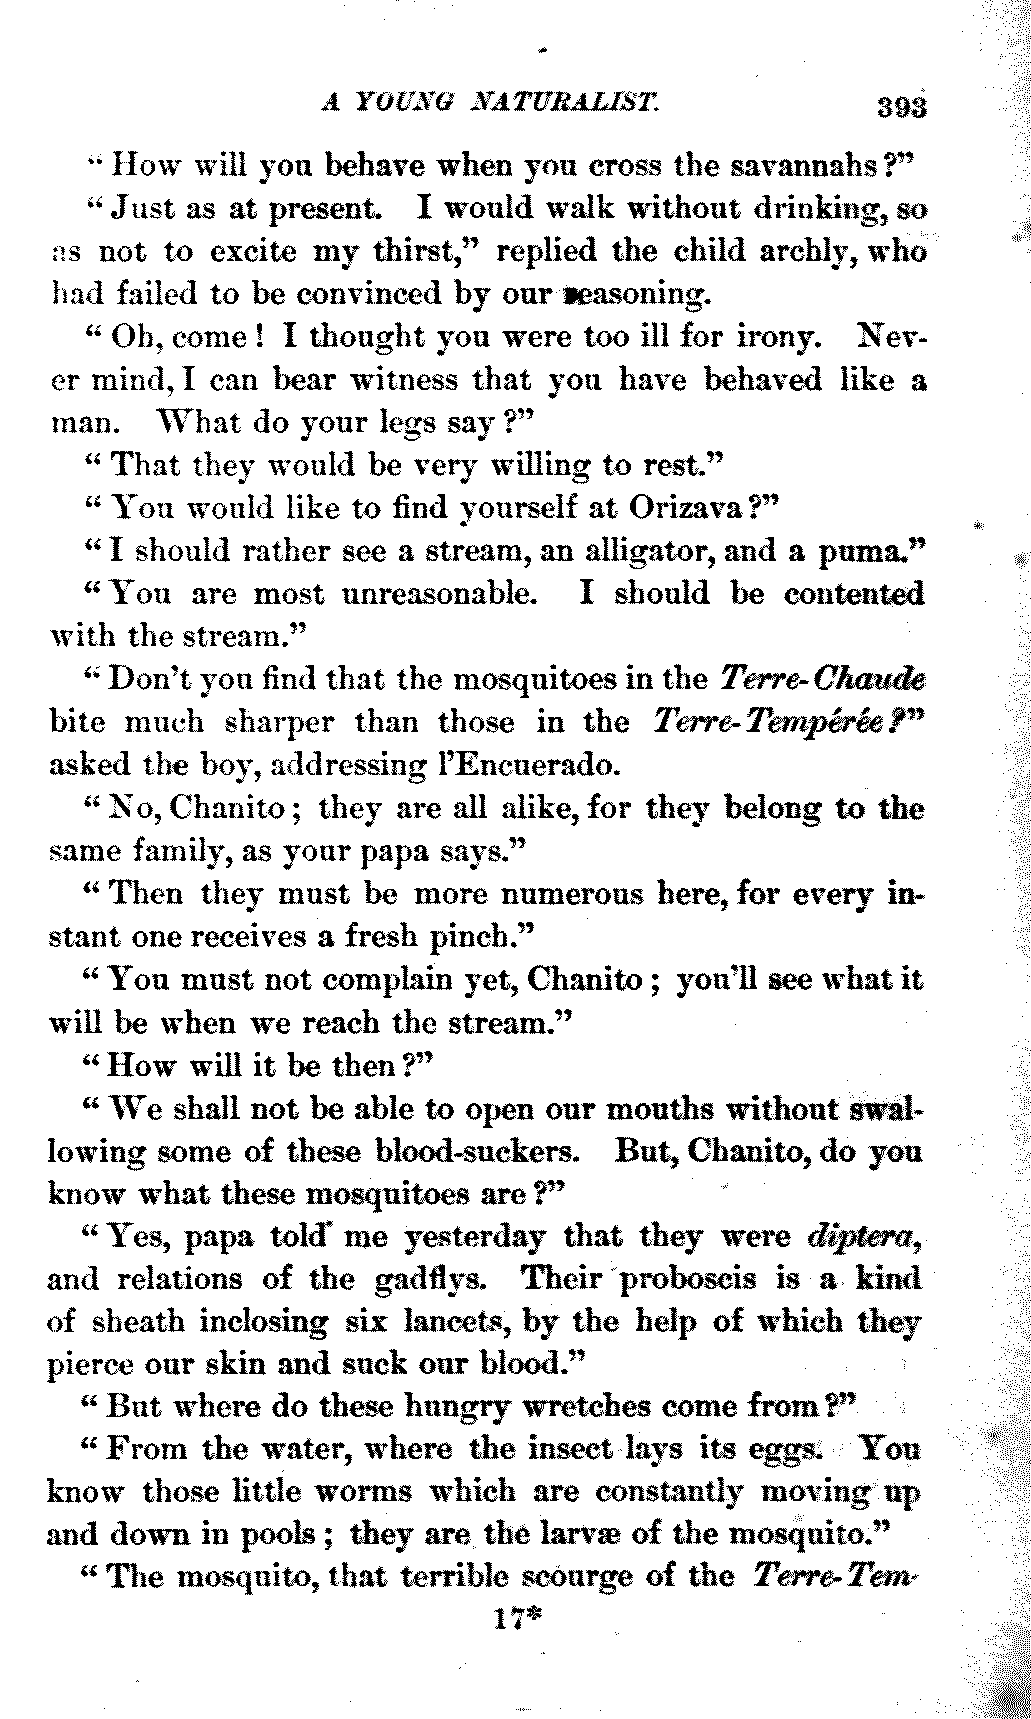 A YOUNG NATURALIST. 393
"How will you behave when you cross the savannahs?"
"Just as at present. I would walk without drinking, so
as not to excite my thirst," replied the child archly, who
had failed to be convinced by our reasoning.
"Oh, come! I thought you were too ill for irony. Nev-
er mind, I can bear witness that you have behaved like a
man. What do your legs say?"
"That they would be very willing to rest."
"You would like to find yourself at Orizava?"
"I should rather see a stream, an alligator, and a puma."
"You are most unreasonable. I should be contented
with the stream."
"Don't you find that the mosquitoes in the Terre-Chaude
bite much sharper than those in the Terre-Tempérée?"
asked the boy, addressing l'Encuerado.
"No, Chanito; they are all alike, for they belong to the
same family, as your papa says."
"Then they must be more numerous here, for every in-
stant one receives a fresh pinch."
"You must not complain yet, Chanito; you'll see what it
will be when we reach the stream."
"How will it be then?"
"We shall not be able to open our mouths without swal-
lowing some of these blood-suckers. But, Chanito, do you
know what these mosquitoes are?"
"Yes, papa told me yesterday that they were diptera,
and relations of the gadflys. Their proboscis is a kind
of sheath inclosing six lancets, by the help of which they
pierce our skin and suck our blood."
"But where do these hungry wretches come from?"
"From the water, where the insect lays its eggs. You
know those little worms which are constantly moving up
and down in pools; they are the larvæ of the mosquito."
"The mosquito, that terrible scourge of the Terre-Tem-
17*